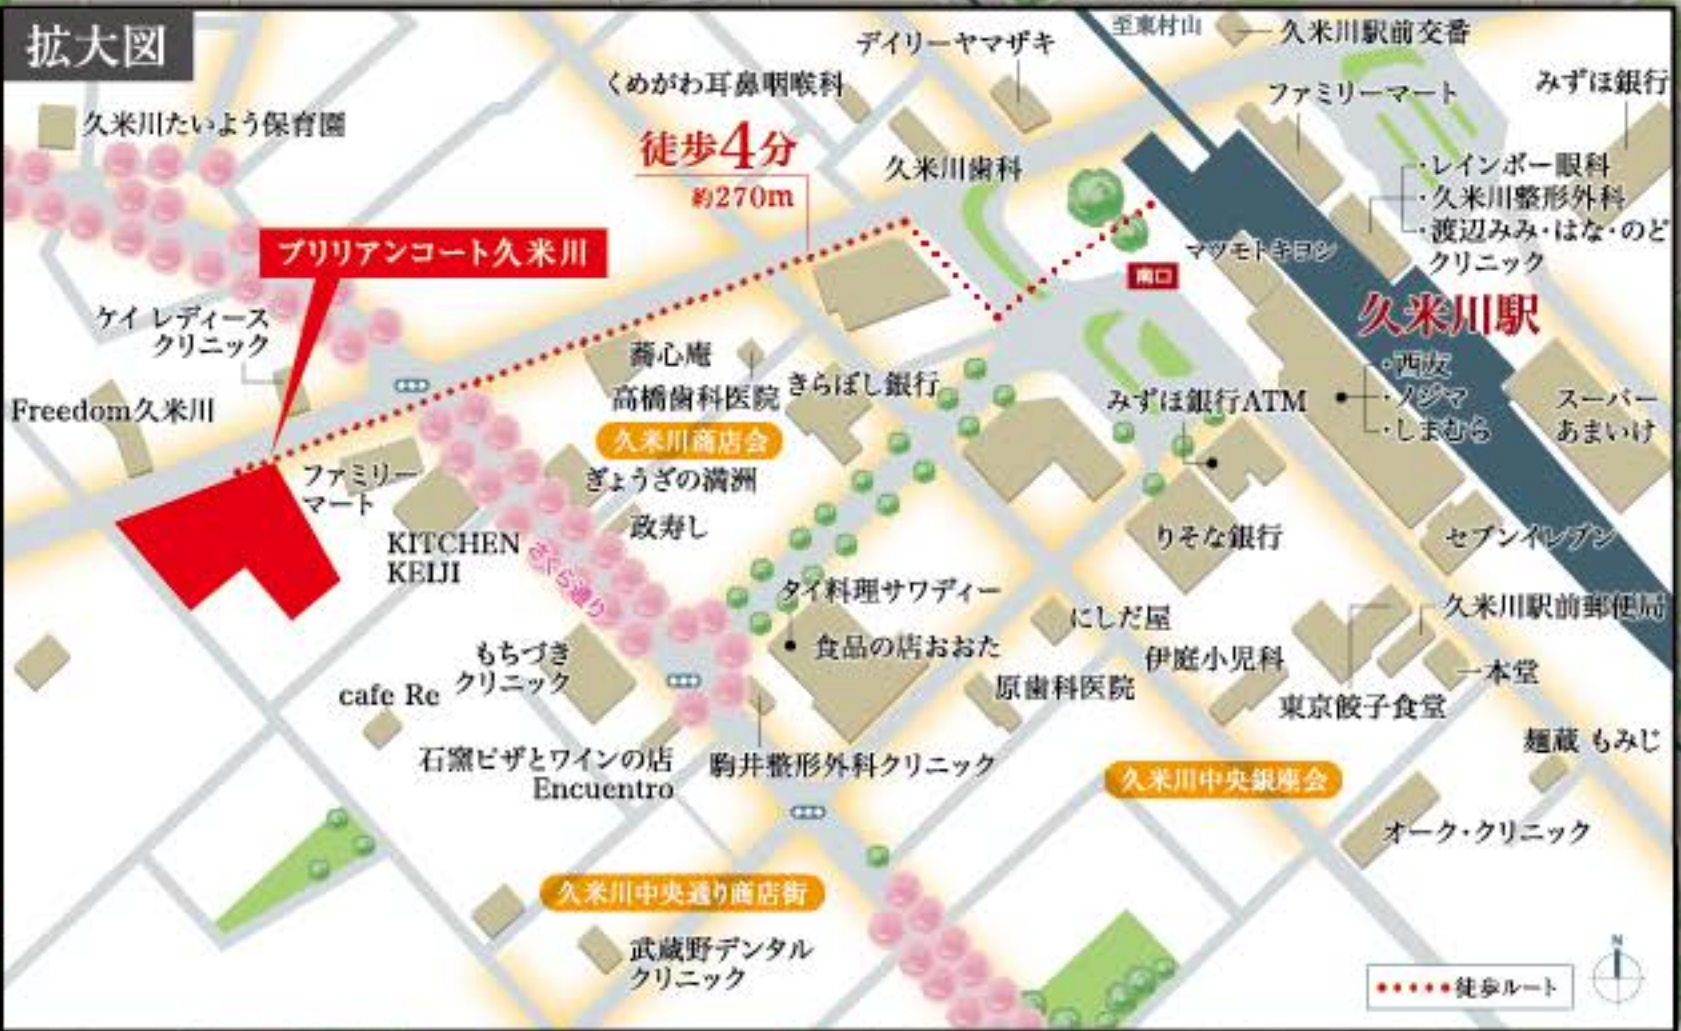 拡大図
至東村山
久米川駅前交番
デイリーヤマザキ
くめがわ耳鼻咽喉科
ファミリーマート
みずほ銀行
久米川たいよう保育園
徒歩4分
約270m
久米川歯科
・レインボー眼科
・久米川整形外科
・渡辺みみ・はな・のど
クリニック
ブリリアンコート久米川
マツモトキヨシ
南口
久米川駅
ケイ レディース
クリニック
蕎心庵
高橋歯科医院
きらぼし銀行
みずほ銀行ATM
・西友
・ノジマ
・しまむら
スーパー
あまいけ
Freedom久米川
久米川商店会
ファミリー
マート
ぎょうざの満洲
政寿し
KITCHEN
KEIJI
さくら通り
りそな銀行
セブンイレブン
タイ料理サワディー
食品の店おおた
にしだ屋
久米川駅前郵便局
もちづき
クリニック
伊庭小児科
一本堂
cafe Re
原歯科医院
東京餃子食堂
石窯ピザとワインの店
Encuentro
駒井整形外科クリニック
久米川中央銀座会
麺蔵 もみじ
オーク・クリニック
久米川中央通り商店街
武蔵野デンタル
クリニック
N
徒歩ルート